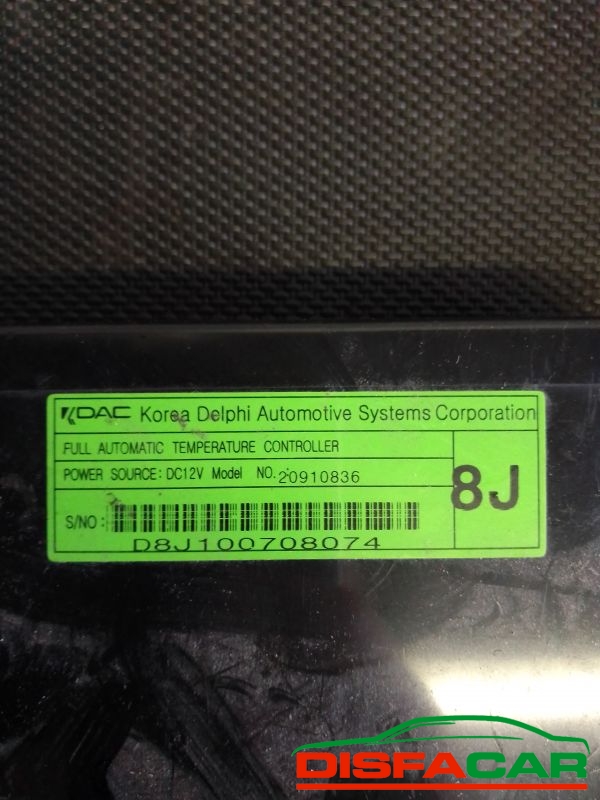 KDAC Korea Delphi Automotive Systems Corporation
FULL AUTOMATIC TEMPERATURE CONTROLLER
POWER SOURCE: DC12V Model NO. 20910836
8J
S/NO:
D8J100708074
DISFACAR